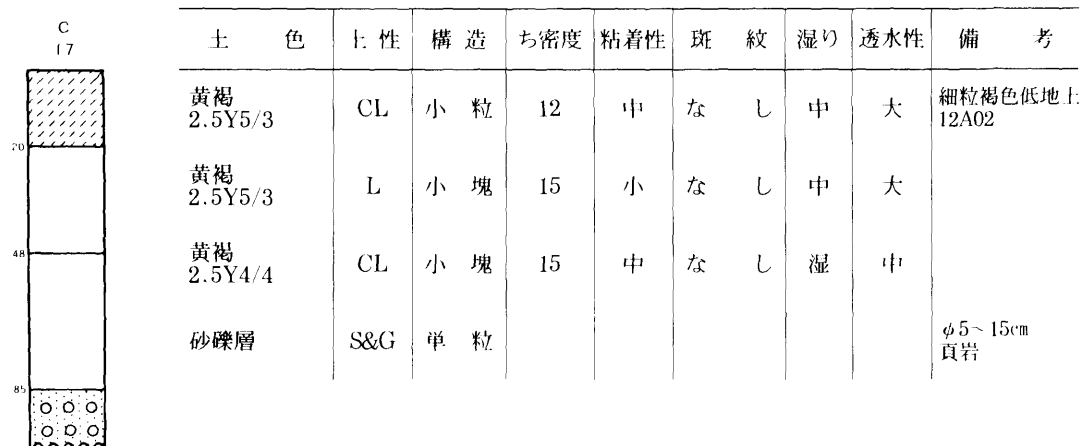 C
17
20
48
85
土 色 土性 構造 ち密度 粘着性 斑紋 湿り 透水性 備考
黄褐 2.5Y5/3 CL 小粒 12 中 なし 中 大 細粒褐色低地土 12A02
黄褐 2.5Y5/3 L 小塊 15 小 なし 中 大
黄褐 2.5Y4/4 CL 小塊 15 中 なし 湿 中
砂礫層 S&G 単粒 φ5~15cm 頁岩